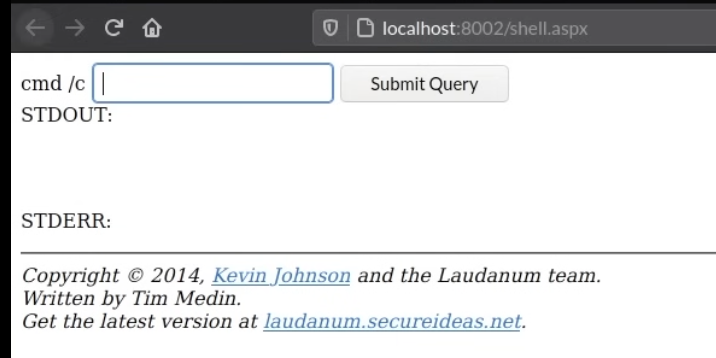 localhost:8002/shell.aspx
cmd /c Submit Query
STDOUT:
STDERR:
Copyright © 2014, Kevin Johnson and the Laudanum team.
Written by Tim Medin.
Get the latest version at laudanum.secureideas.net.